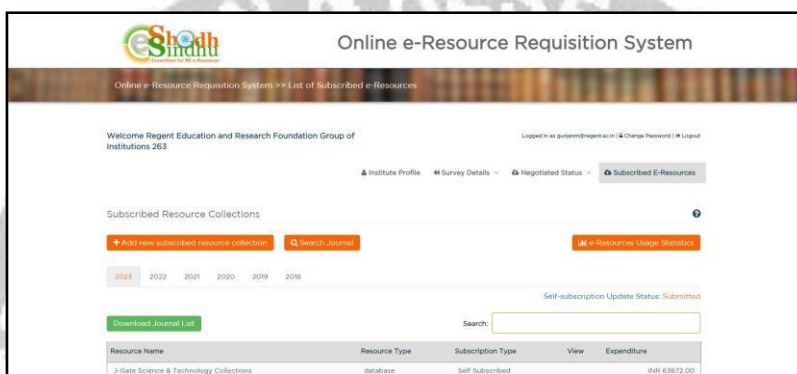 e Shodh Sindhu
Consortium for HE e-Resources
Online e-Resource Requisition System
Online e-Resource Requisition System >> List of Subscribed e-Resources
Welcome Regent Education and Research Foundation Group of
Institutions 263
Logged in as gunjanm@regent.ac.in | Change Password | Logout
Institute Profile Survey Details Negotiated Status Subscribed E-Resources
Subscribed Resource Collections
+ Add new subscribed resource collection Search Journal e-Resources Usage Statistics
2023 2022 2021 2020 2019 2018
Self-subscription Update Status: Submitted
Download Journal List Search:
Resource Name Resource Type Subscription Type View Expenditure
J-Gate Science & Technology Collections database Self Subscribed INR 63672.00